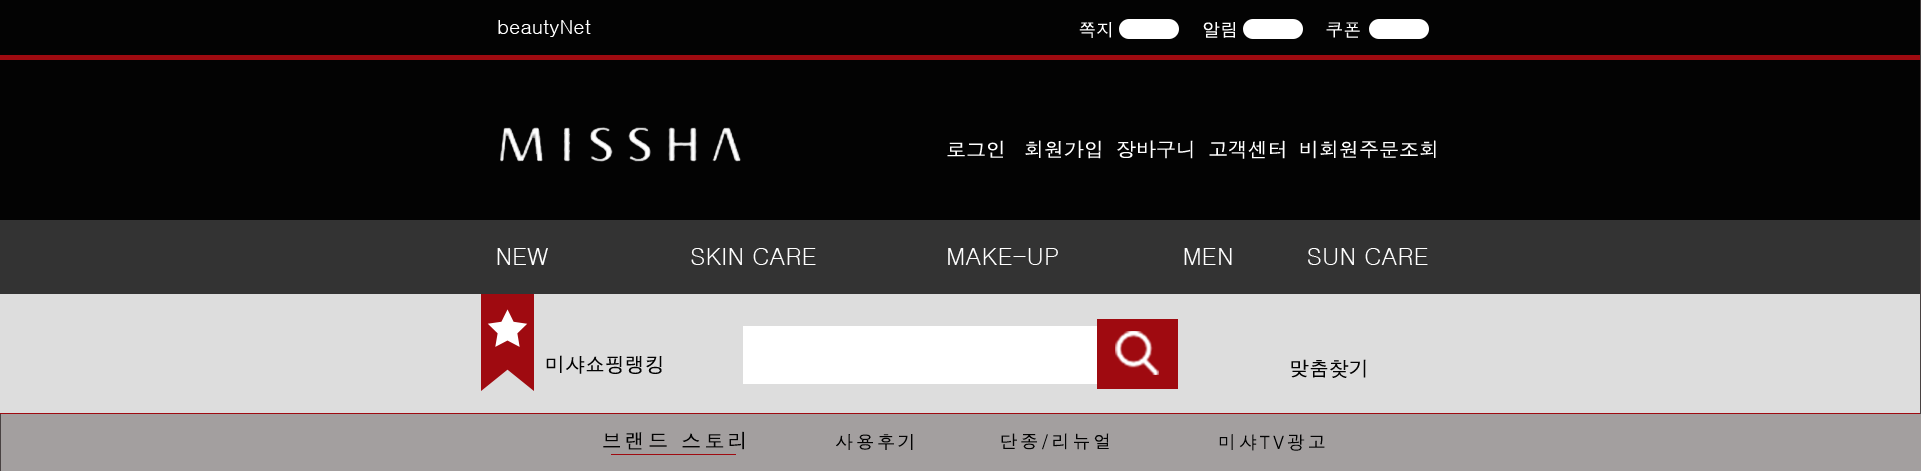 beautyNet 쪽지 알림 쿠폰
MISSHA 로그인 회원가입 장바구니 고객센터 비회원주문조회
NEW SKIN CARE MAKE-UP MEN SUN CARE
미샤쇼핑랭킹 맞춤찾기
브랜드 스토리 사용후기 단종/리뉴얼 미샤TV광고